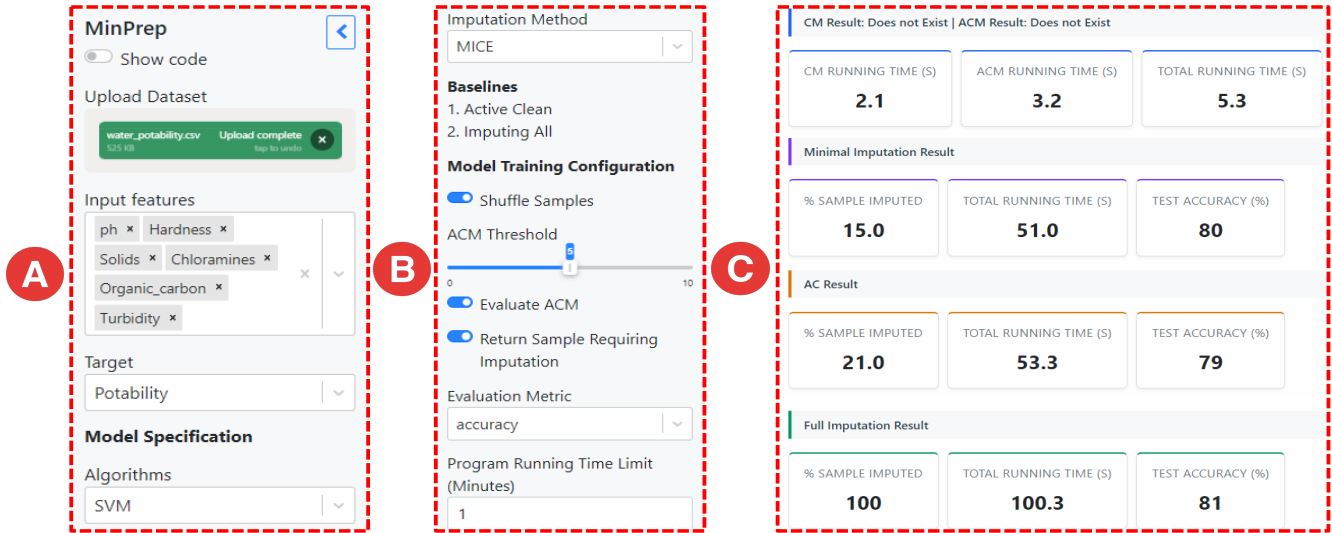 A
MinPrep
Show code
Upload Dataset
water_potability.csv Upload complete
525 KB tap to undo
Input features
ph × Hardness ×
Solids × Chloramines ×
Organic_carbon ×
Turbidity ×
Target
Potability
Model Specification
Algorithms
SVM
B
Imputation Method
MICE
Baselines
1. Active Clean
2. Imputing All
Model Training Configuration
Shuffle Samples
ACM Threshold
5
0 10
Evaluate ACM
Return Sample Requiring
Imputation
Evaluation Metric
accuracy
Program Running Time Limit
(Minutes)
1
C
CM Result: Does not Exist | ACM Result: Does not Exist
CM RUNNING TIME (S) ACM RUNNING TIME (S) TOTAL RUNNING TIME (S)
2.1 3.2 5.3
Minimal Imputation Result
% SAMPLE IMPUTED TOTAL RUNNING TIME (S) TEST ACCURACY (%)
15.0 51.0 80
AC Result
% SAMPLE IMPUTED TOTAL RUNNING TIME (S) TEST ACCURACY (%)
21.0 53.3 79
Full Imputation Result
% SAMPLE IMPUTED TOTAL RUNNING TIME (S) TEST ACCURACY (%)
100 100.3 81